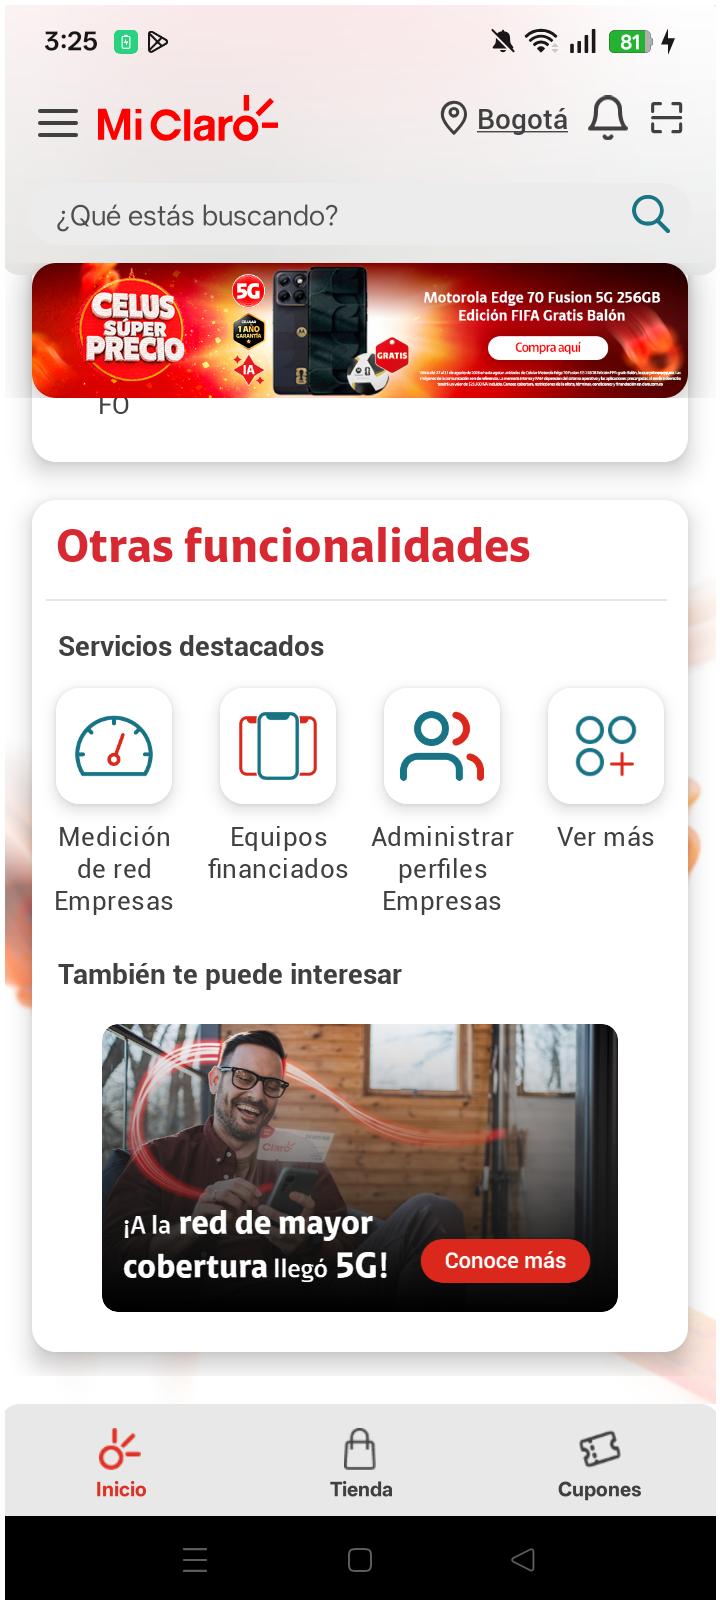 3:25
81
Mi Claro
Bogotá
¿Qué estás buscando?
CELUS
SÚPER
PRECIO
5G
1 AÑO
GARANTÍA
IA
GRATIS
Motorola Edge 70 Fusion 5G 256GB
Edición FIFA Gratis Balón
Compra aquí
FO
Otras funcionalidades
Servicios destacados
Medición
de red
Empresas
Equipos
financiados
Administrar
perfiles
Empresas
Ver más
También te puede interesar
Claro
¡A la red de mayor
cobertura llegó 5G!
Conoce más
Inicio
Tienda
Cupones